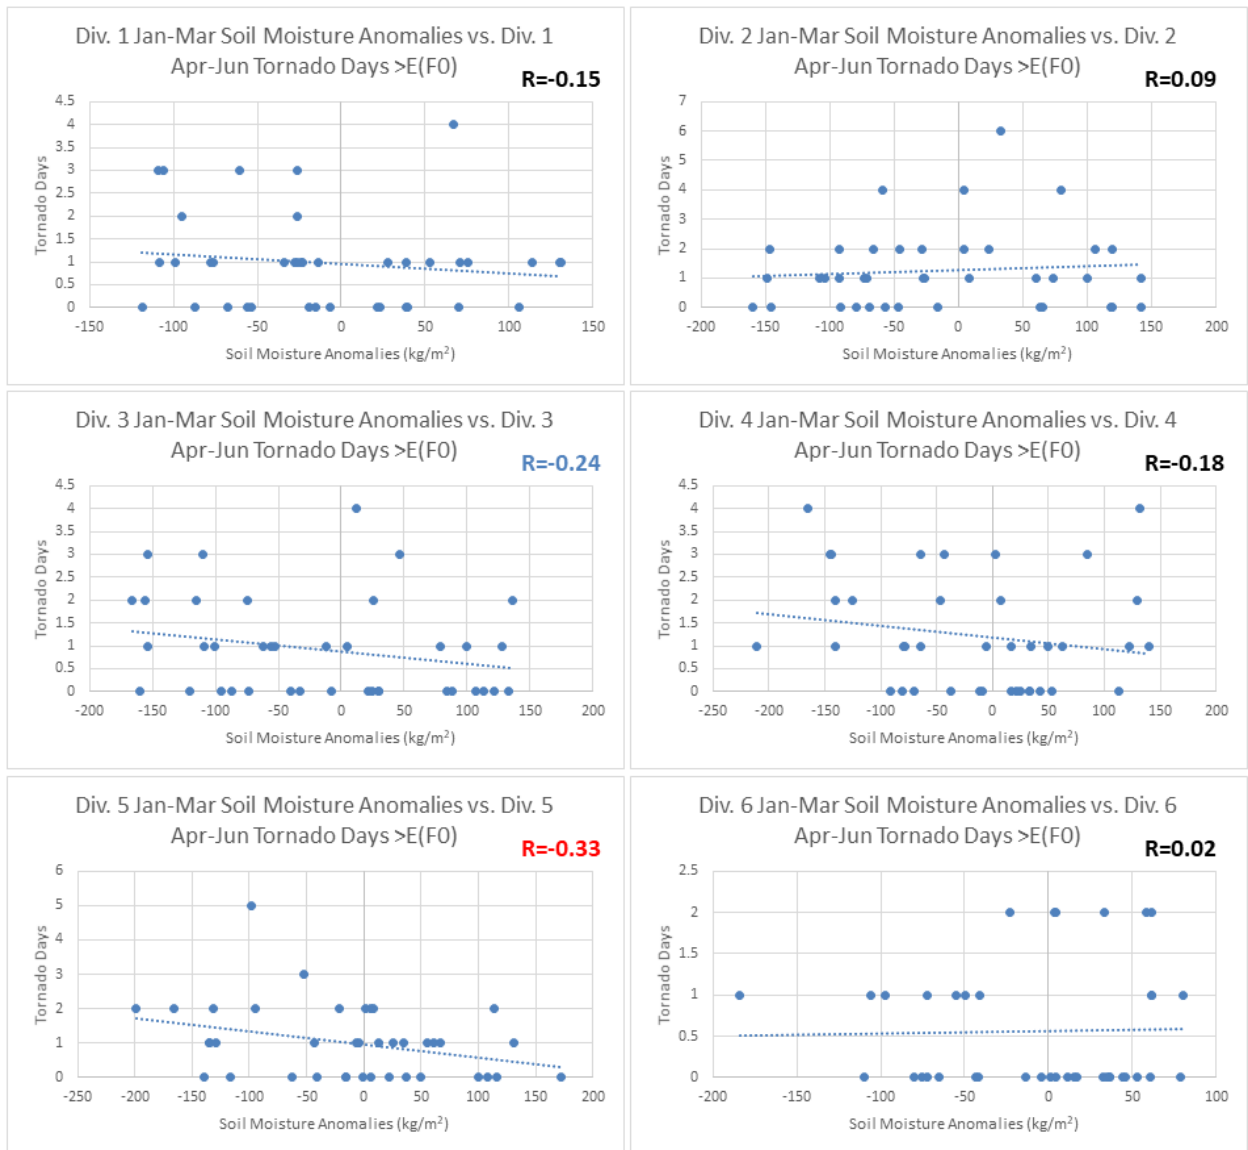 Div. 1 Jan-Mar Soil Moisture Anomalies vs. Div. 1
Apr-Jun Tornado Days >E(F0)
R=-0.15
4.5
4
3.5
3
2.5
2
1.5
1
0.5
0
Tornado Days
-150 -100 -50 0 50 100 150
Soil Moisture Anomalies (kg/m²)
Div. 2 Jan-Mar Soil Moisture Anomalies vs. Div. 2
Apr-Jun Tornado Days >E(F0)
R=0.09
7
6
5
4
3
2
1
0
Tornado Days
-200 -150 -100 -50 0 50 100 150 200
Soil Moisture Anomalies (kg/m²)
Div. 3 Jan-Mar Soil Moisture Anomalies vs. Div. 3
Apr-Jun Tornado Days >E(F0)
R=-0.24
4.5
4
3.5
3
2.5
2
1.5
1
0.5
0
Tornado Days
-200 -150 -100 -50 0 50 100 150 200
Soil Moisture Anomalies (kg/m²)
Div. 4 Jan-Mar Soil Moisture Anomalies vs. Div. 4
Apr-Jun Tornado Days >E(F0)
R=-0.18
4.5
4
3.5
3
2.5
2
1.5
1
0.5
0
Tornado Days
-250 -200 -150 -100 -50 0 50 100 150 200
Soil Moisture Anomalies (kg/m²)
Div. 5 Jan-Mar Soil Moisture Anomalies vs. Div. 5
Apr-Jun Tornado Days >E(F0)
R=-0.33
6
5
4
3
2
1
0
Tornado Days
-250 -200 -150 -100 -50 0 50 100 150 200
Soil Moisture Anomalies (kg/m²)
Div. 6 Jan-Mar Soil Moisture Anomalies vs. Div. 6
Apr-Jun Tornado Days >E(F0)
R=0.02
2.5
2
1.5
1
0.5
0
Tornado Days
-200 -150 -100 -50 0 50 100
Soil Moisture Anomalies (kg/m²)